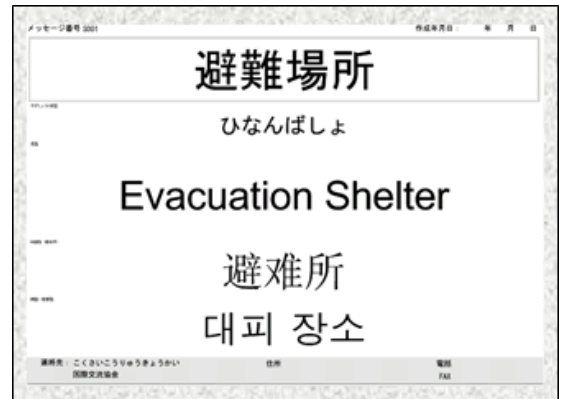 メッセージ番号 0001 作成年月日： 年 月 日
避難場所
ひなんばしょ
Evacuation Shelter
避难所
대피 장소
連絡先： こくさいこうりゅうきょうかい 住所 電話
国際交流協会 FAX